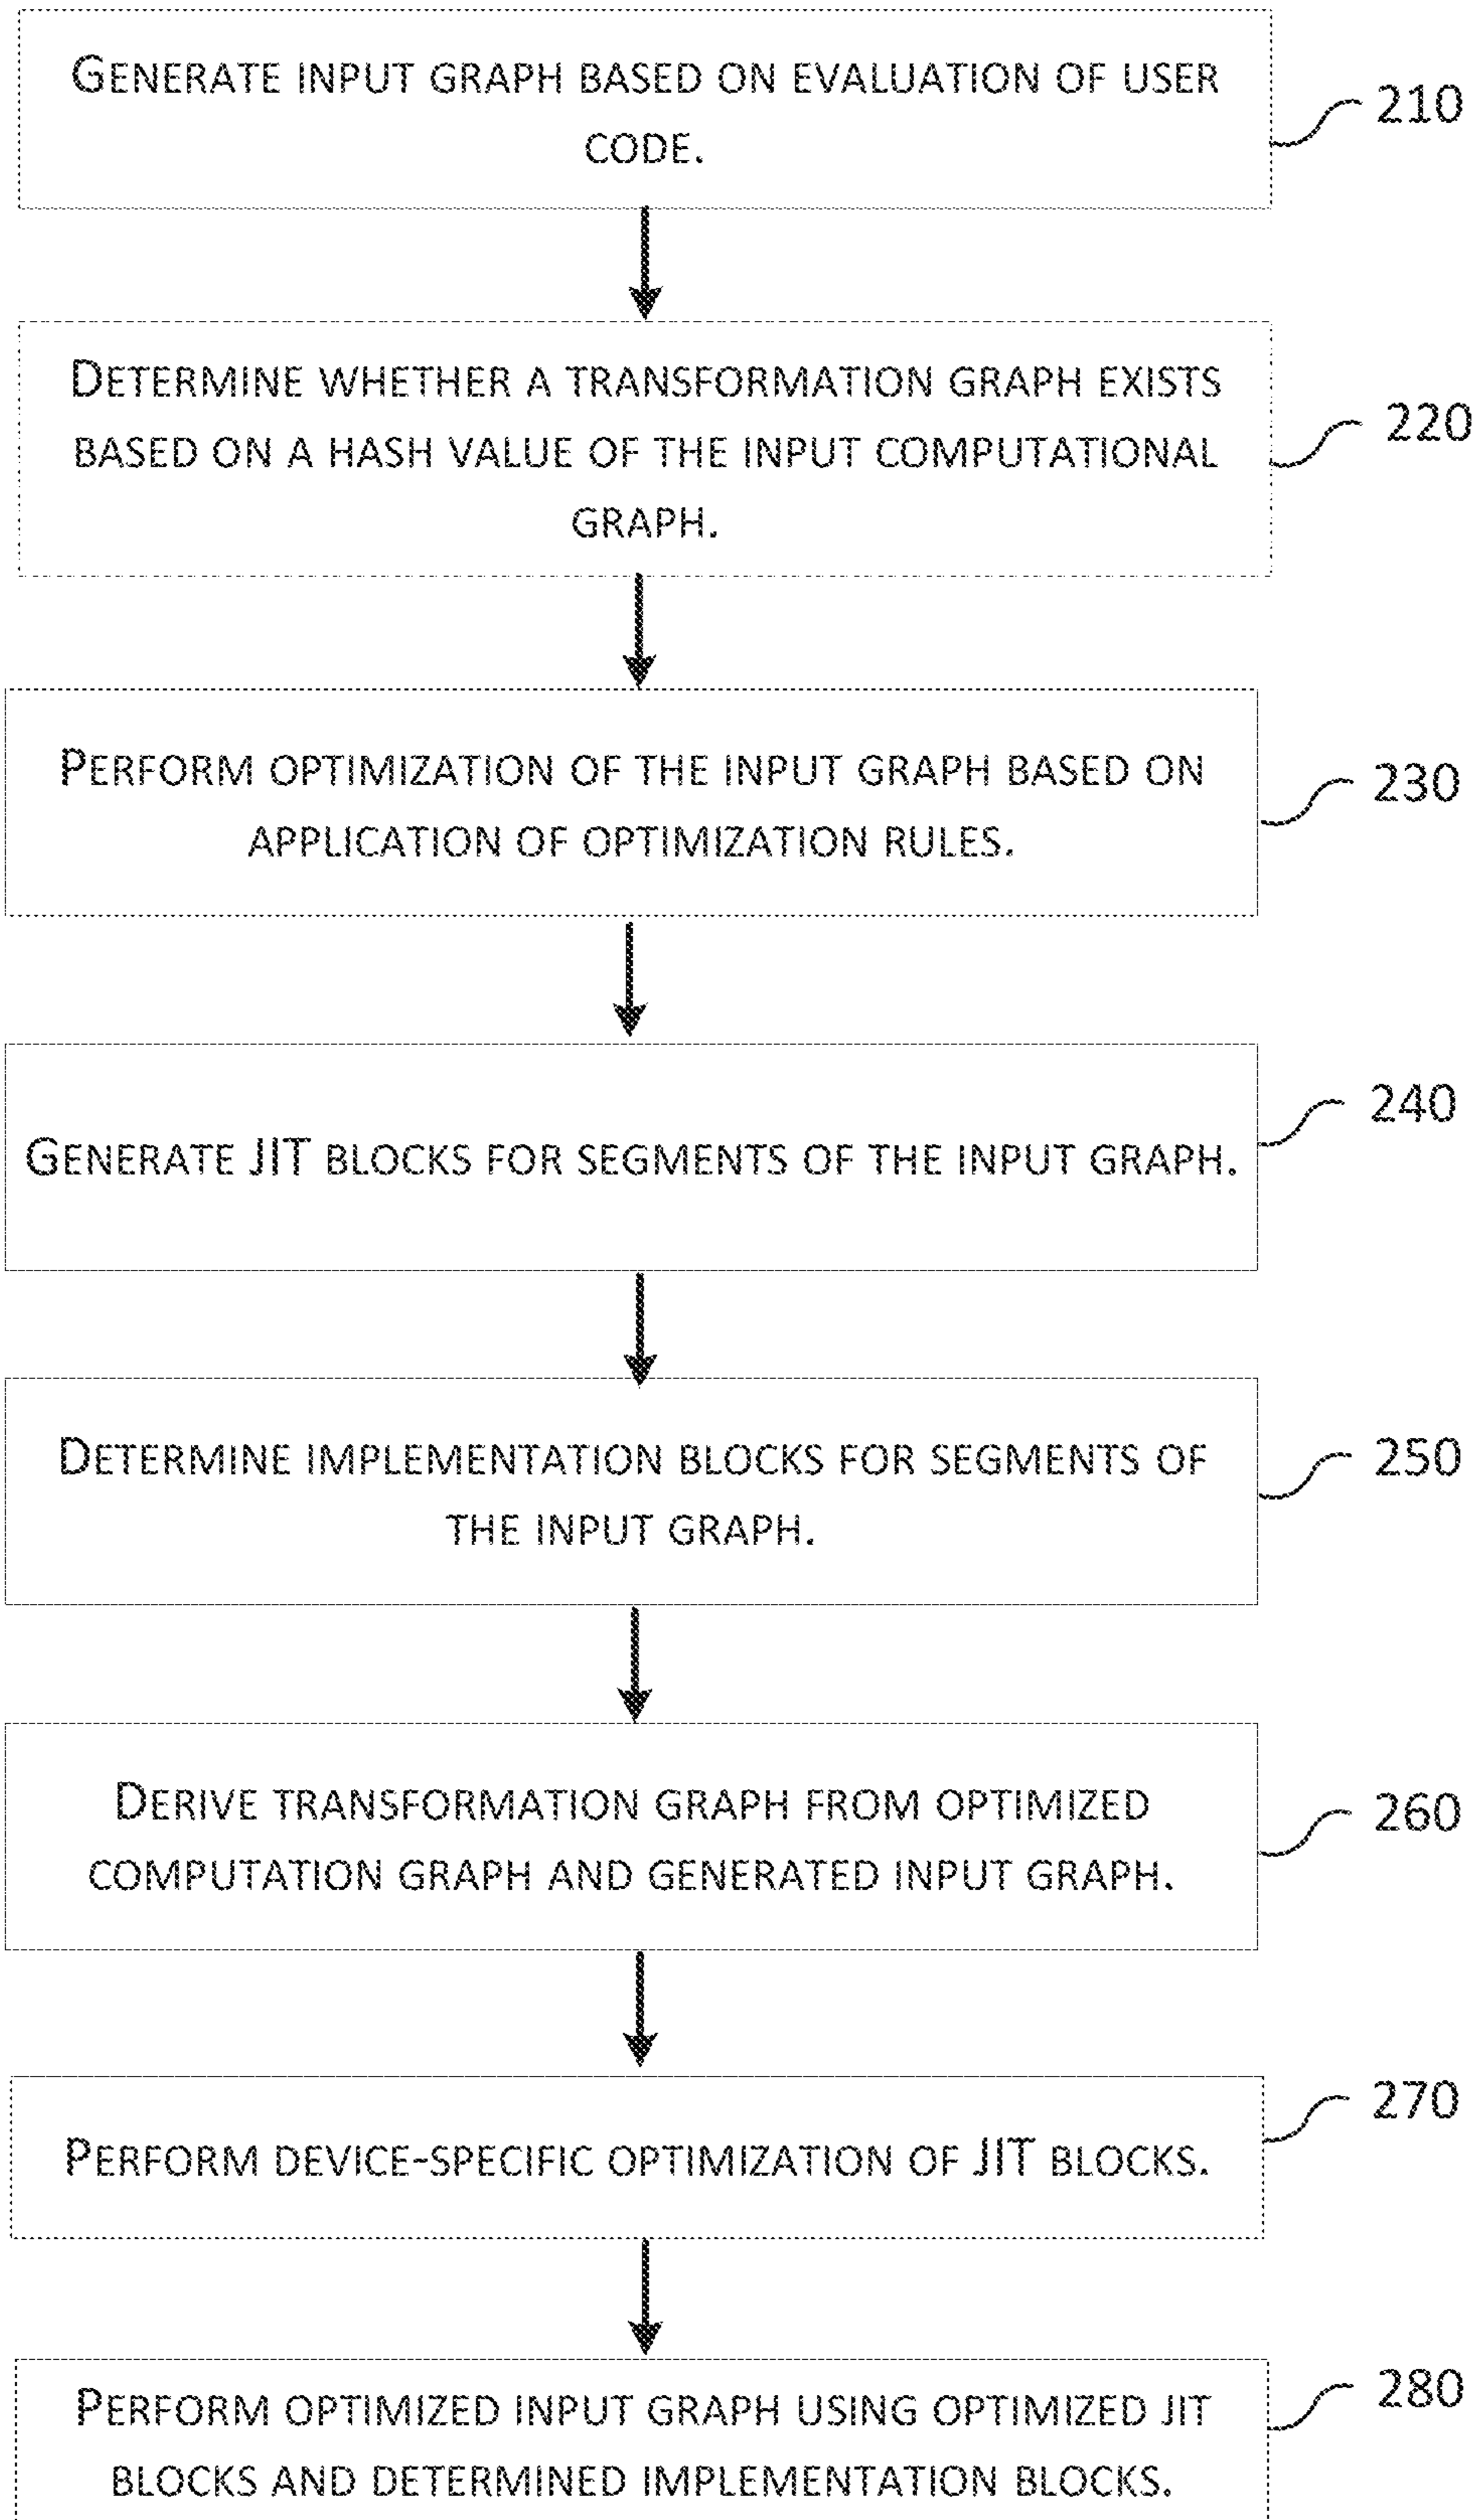 GENERATE INPUT GRAPH BASED ON EVALUATION OF USER
CODE.
210
DETERMINE WHETHER A TRANSFORMATION GRAPH EXISTS
BASED ON A HASH VALUE OF THE INPUT COMPUTATIONAL
GRAPH.
220
PERFORM OPTIMIZATION OF THE INPUT GRAPH BASED ON
APPLICATION OF OPTIMIZATION RULES.
230
GENERATE JIT BLOCKS FOR SEGMENTS OF THE INPUT GRAPH.
240
DETERMINE IMPLEMENTATION BLOCKS FOR SEGMENTS OF
THE INPUT GRAPH.
250
DERIVE TRANSFORMATION GRAPH FROM OPTIMIZED
COMPUTATION GRAPH AND GENERATED INPUT GRAPH.
260
PERFORM DEVICE-SPECIFIC OPTIMIZATION OF JIT BLOCKS.
270
PERFORM OPTIMIZED INPUT GRAPH USING OPTIMIZED JIT
BLOCKS AND DETERMINED IMPLEMENTATION BLOCKS.
280